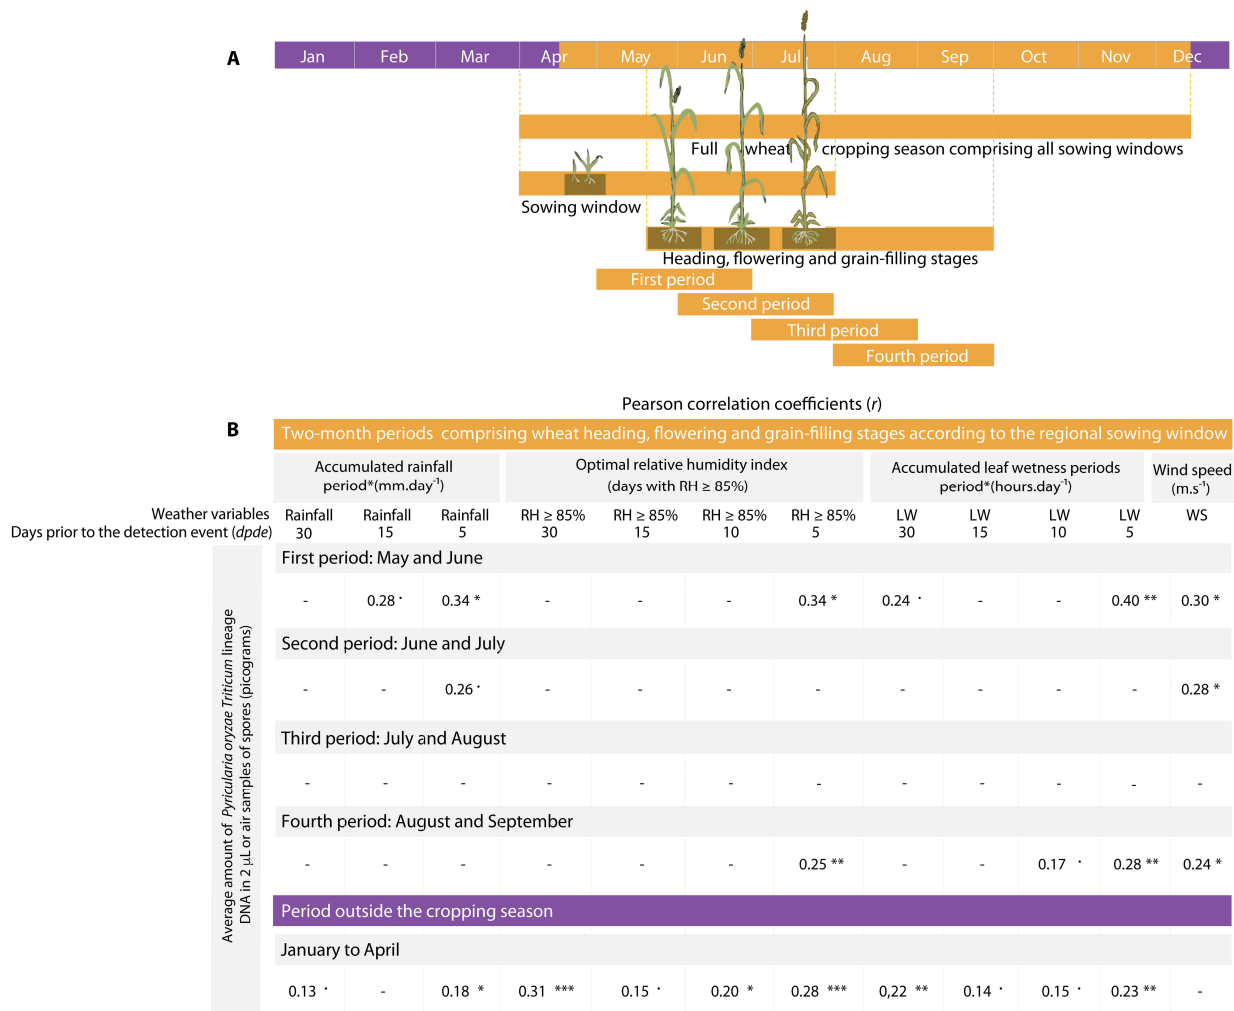 A
Jan Feb Mar Apr May Jun Jul Aug Sep Oct Nov Dec
Full wheat cropping season comprising all sowing windows
Sowing window
Heading, flowering and grain-filling stages
First period
Second period
Third period
Fourth period
Pearson correlation coefficients (r)
B
Two-month periods comprising wheat heading, flowering and grain-filling stages according to the regional sowing window
Accumulated rainfall
period*(mm.day⁻¹)
Optimal relative humidity index
(days with RH ≥ 85%)
Accumulated leaf wetness periods
period*(hours.day⁻¹)
Wind speed
(m.s⁻¹)
Weather variables Rainfall Rainfall Rainfall RH ≥ 85% RH ≥ 85% RH ≥ 85% RH ≥ 85% LW LW LW LW WS
Days prior to the detection event (dpde) 30 15 5 30 15 10 5 30 15 10 5
Average amount of Pyricularia oryzae Triticum lineage
DNA in 2 µL or air samples of spores (picograms)
First period: May and June
- 0.28 · 0.34 * - - - 0.34 * 0.24 · - - 0.40 ** 0.30 *
Second period: June and July
- - 0.26 · - - - - - - - - 0.28 *
Third period: July and August
- - - - - - - - - - - -
Fourth period: August and September
- - - - - - 0.25 ** - - 0.17 · 0.28 ** 0.24 *
Period outside the cropping season
January to April
0.13 · - 0.18 * 0.31 *** 0.15 · 0.20 * 0.28 *** 0,22 ** 0.14 · 0.15 · 0.23 ** -